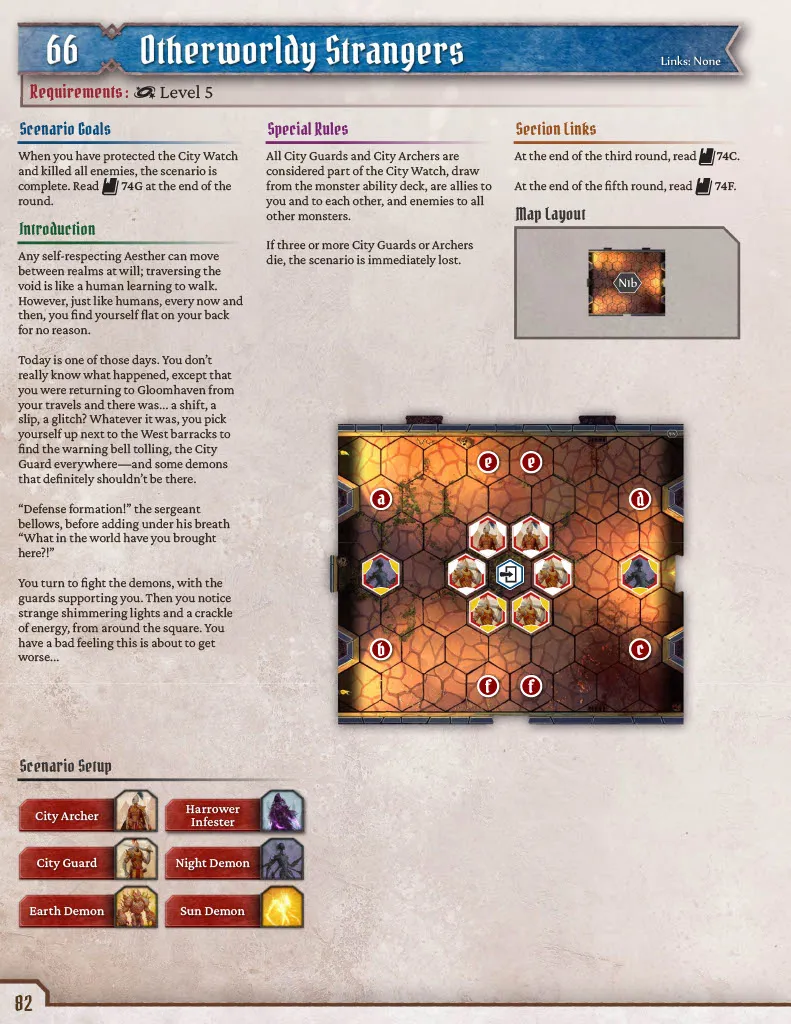 66
Otherworldy Strangers
Links: None
Requirements: Level 5
Scenario Goals
When you have protected the City Watch
and killed all enemies, the scenario is
complete. Read 74G at the end of the
round.
Introduction
Any self-respecting Aesther can move
between realms at will; traversing the
void is like a human learning to walk.
However, just like humans, every now and
then, you find yourself flat on your back
for no reason.
Today is one of those days. You don't
really know what happened, except that
you were returning to Gloomhaven from
your travels and there was... a shift, a
slip, a glitch? Whatever it was, you pick
yourself up next to the West barracks to
find the warning bell tolling, the City
Guard everywhere—and some demons
that definitely shouldn't be there.
“Defense formation!” the sergeant
bellows, before adding under his breath
“What in the world have you brought
here?!”
You turn to fight the demons, with the
guards supporting you. Then you notice
strange shimmering lights and a crackle
of energy, from around the square. You
have a bad feeling this is about to get
worse...
Special Rules
All City Guards and City Archers are
considered part of the City Watch, draw
from the monster ability deck, are allies to
you and to each other, and enemies to all
other monsters.
If three or more City Guards or Archers
die, the scenario is immediately lost.
Section Links
At the end of the third round, read 74C.
At the end of the fifth round, read 74F.
Map Layout
N1b
e e
a d
b c
f f
Scenario Setup
City Archer
Harrower
Infester
City Guard
Night Demon
Earth Demon
Sun Demon
82